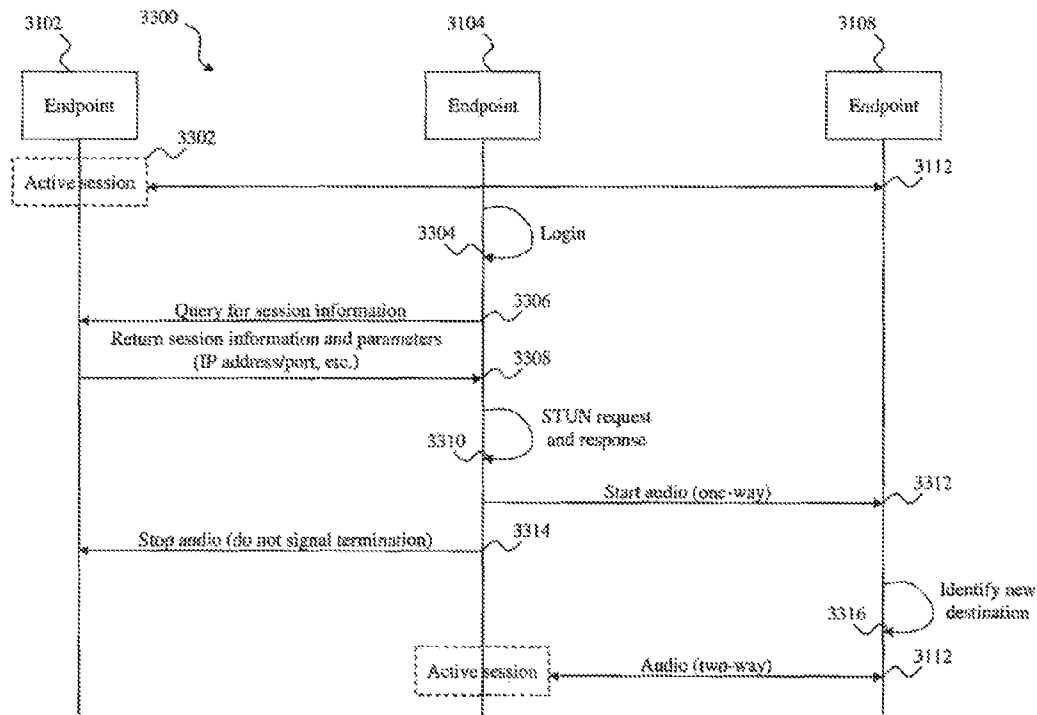 3102
3300
3104
3108
Endpoint
Endpoint
Endpoint
3302
Active session
3112
3304
Login
Query for session information
3306
Return session information and parameters
(IP address/port, etc.)
3308
3310
STUN request
and response
Start audio (one-way)
3312
Stop audio (do not signal termination)
3314
Identify new
destination
3316
Active session
Audio (two-way)
3112